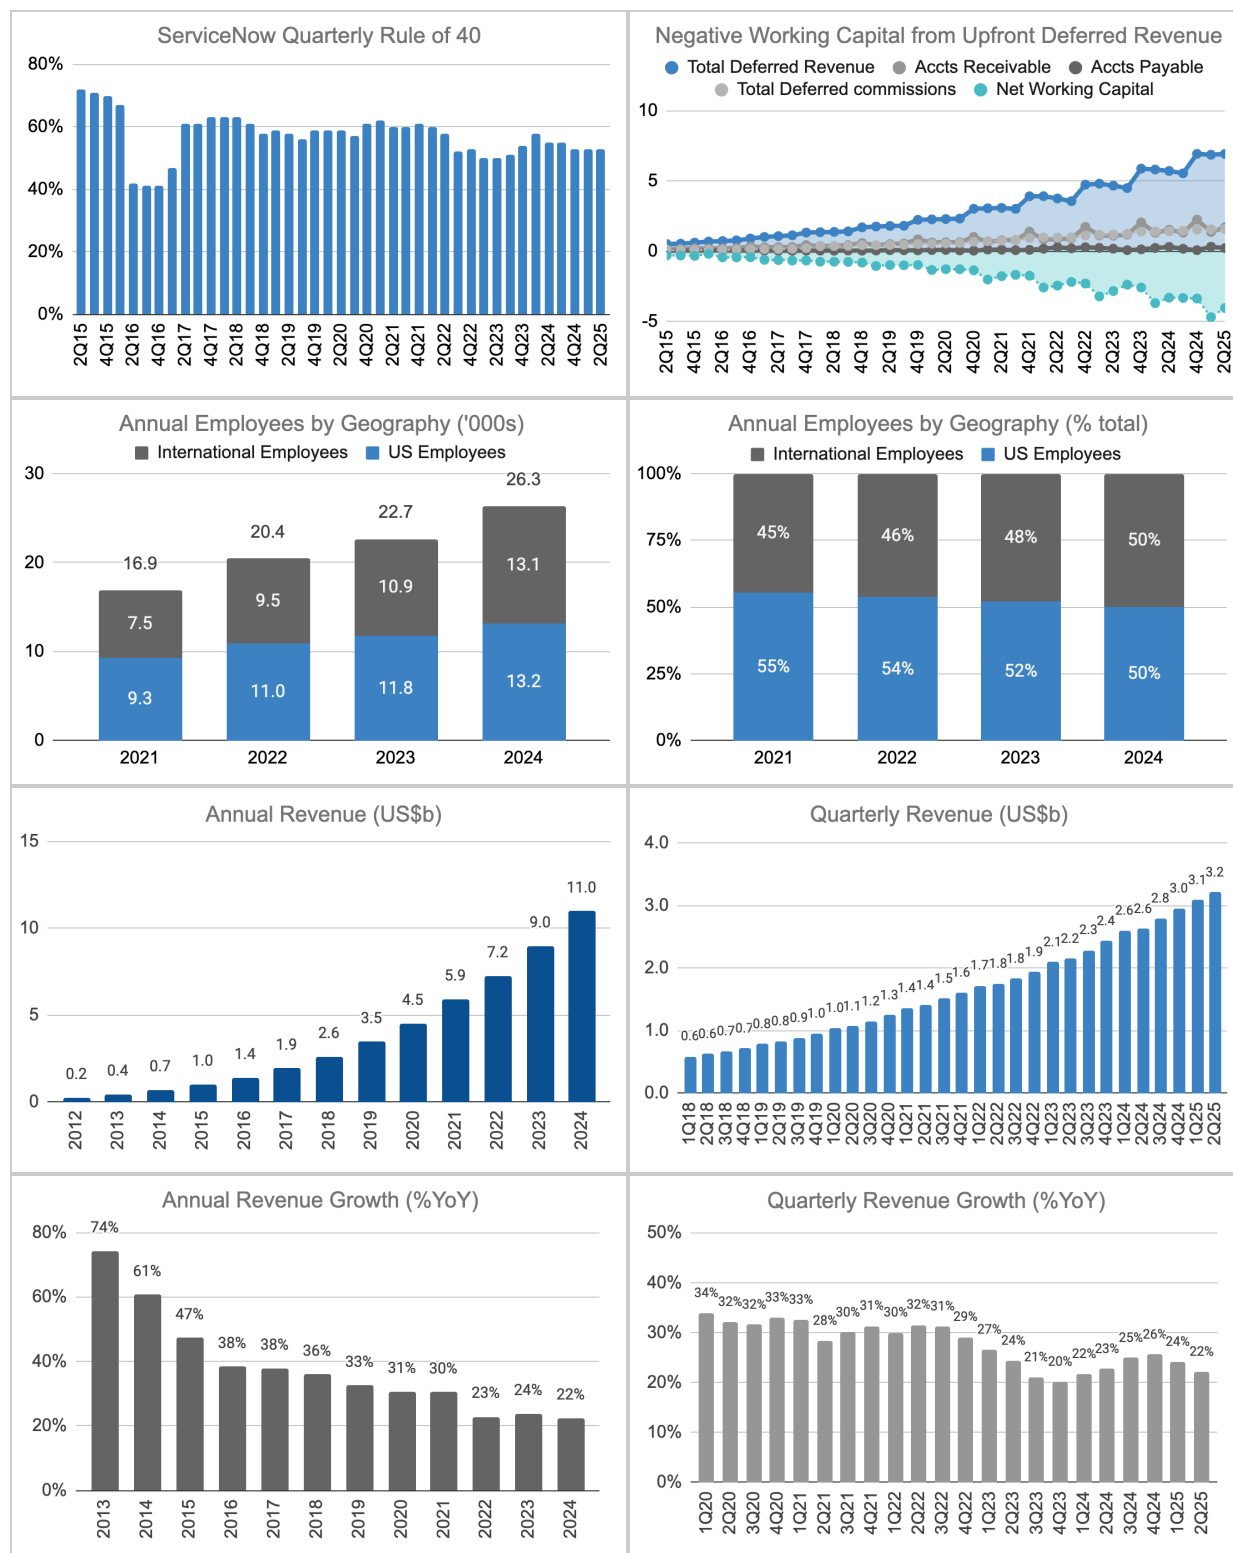 ServiceNow Quarterly Rule of 40
80%
60%
40%
20%
0%
2Q15 4Q15 2Q16 4Q16 2Q17 4Q17 2Q18 4Q18 2Q19 4Q19 2Q20 4Q20 2Q21 4Q21 2Q22 4Q22 2Q23 4Q23 2Q24 4Q24 2Q25
Negative Working Capital from Upfront Deferred Revenue
Total Deferred Revenue Accts Receivable Accts Payable
Total Deferred commissions Net Working Capital
10
5
0
-5
2Q15 4Q15 2Q16 4Q16 2Q17 4Q17 2Q18 4Q18 2Q19 4Q19 2Q20 4Q20 2Q21 4Q21 2Q22 4Q22 2Q23 4Q23 2Q24 4Q24 2Q25
Annual Employees by Geography ('000s)
International Employees US Employees
30
20
10
0
16.9 20.4 22.7 26.3
7.5 9.5 10.9 13.1
9.3 11.0 11.8 13.2
2021 2022 2023 2024
Annual Employees by Geography (% total)
International Employees US Employees
100%
75%
50%
25%
0%
45% 46% 48% 50%
55% 54% 52% 50%
2021 2022 2023 2024
Annual Revenue (US$b)
15
10
5
0
0.2 0.4 0.7 1.0 1.4 1.9 2.6 3.5 4.5 5.9 7.2 9.0 11.0
2012 2013 2014 2015 2016 2017 2018 2019 2020 2021 2022 2023 2024
Quarterly Revenue (US$b)
4.0
3.0
2.0
1.0
0.0
0.6 0.6 0.7 0.7 0.8 0.8 0.9 1.0 1.0 1.1 1.2 1.3 1.4 1.4 1.5 1.6 1.7 1.8 1.8 1.9 2.1 2.2 2.3 2.4 2.6 2.6 2.8 3.0 3.1 3.2
1Q18 2Q18 3Q18 4Q18 1Q19 2Q19 3Q19 4Q19 1Q20 2Q20 3Q20 4Q20 1Q21 2Q21 3Q21 4Q21 1Q22 2Q22 3Q22 4Q22 1Q23 2Q23 3Q23 4Q23 1Q24 2Q24 3Q24 4Q24 1Q25 2Q25
Annual Revenue Growth (%YoY)
80%
60%
40%
20%
0%
74% 61% 47% 38% 38% 36% 33% 31% 30% 23% 24% 22%
2013 2014 2015 2016 2017 2018 2019 2020 2021 2022 2023 2024
Quarterly Revenue Growth (%YoY)
50%
40%
30%
20%
10%
0%
34% 32% 32% 33% 33% 28% 30% 31% 30% 32% 31% 29% 27% 24% 21% 20% 22% 23% 25% 26% 24% 22%
1Q20 2Q20 3Q20 4Q20 1Q21 2Q21 3Q21 4Q21 1Q22 2Q22 3Q22 4Q22 1Q23 2Q23 3Q23 4Q23 1Q24 2Q24 3Q24 4Q24 1Q25 2Q25